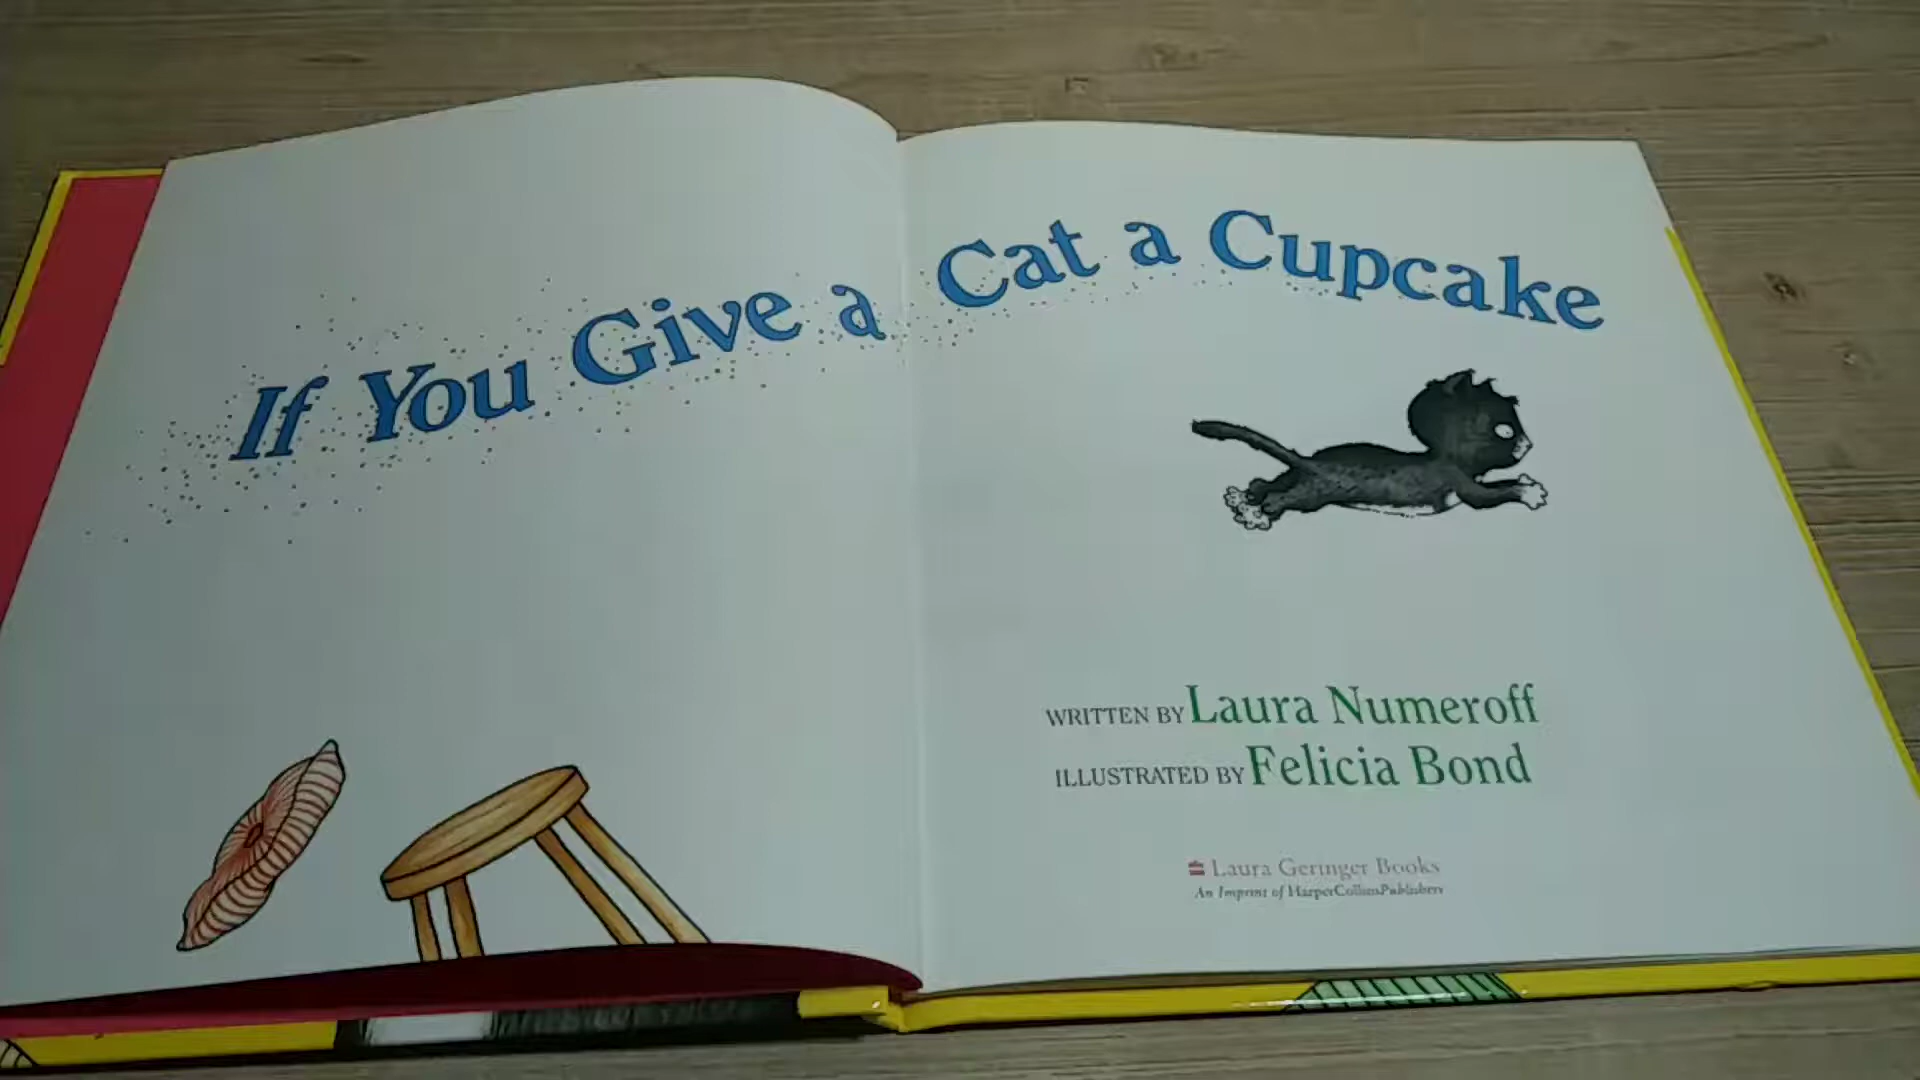 If You Give a Cat a Cupcake
WRITTEN BY Laura Numeroff
ILLUSTRATED BY Felicia Bond
Laura Geringer Books
An Imprint of HarperCollinsPublishers